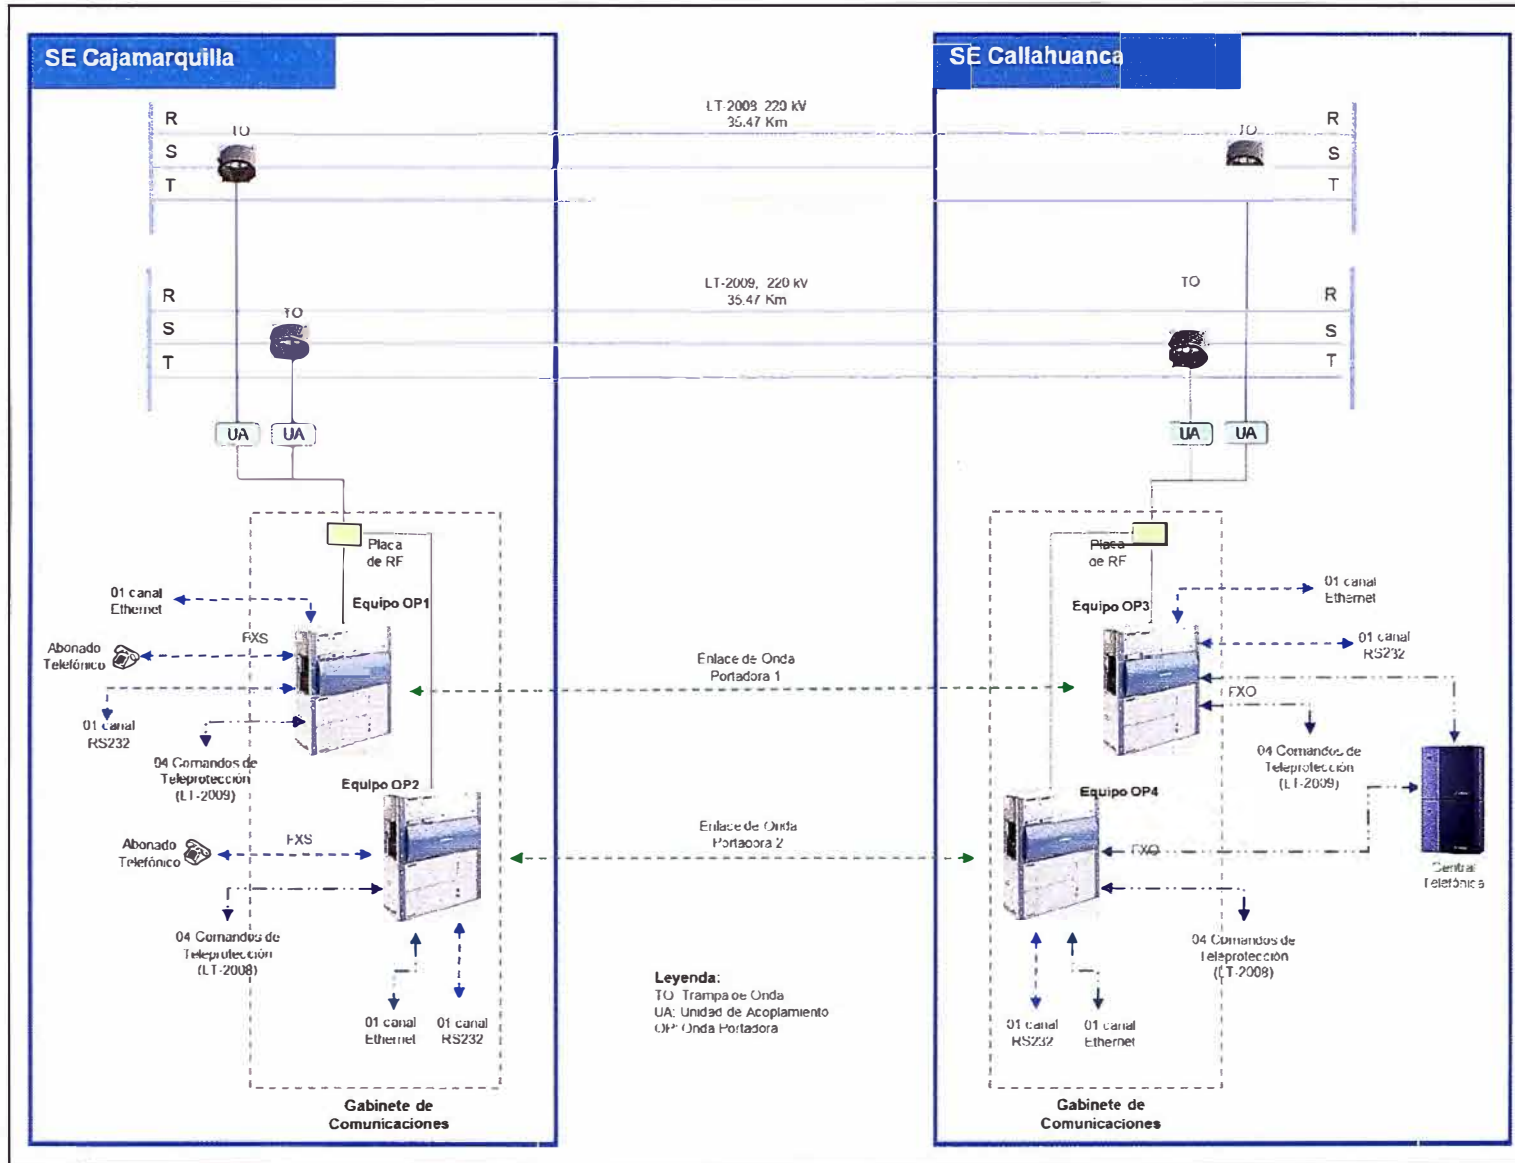 SE Cajamarquilla
SE Callahuanca
LT-2008 220 kV
35.47 Km
R
S
T
TO
TO
R
S
T
LT-2009, 220 kV
35.47 Km
R
S
T
TO
TO
R
S
T
UA
UA
UA
UA
Placa
de RF
Placa
de RF
01 canal
Ethernet
Equipo OP1
FXS
Abonado
Telefónico
01 canal
RS232
04 Comandos de
Teleprotección
(LT-2009)
Equipo OP2
Abonado
Telefónico
FXS
04 Comandos de
Teleprotección
(LT-2008)
01 canal
Ethernet
01 canal
RS232
Gabinete de
Comunicaciones
Enlace de Onda
Portadora 1
Enlace de Onda
Portadora 2
Leyenda:
TO: Trampa de Onda
UA: Unidad de Acoplamiento
OP: Onda Portadora
Equipo OP3
01 canal
Ethernet
01 canal
RS232
FXO
04 Comandos de
Teleprotección
(LT-2009)
Equipo OP4
FXO
Central
Telefónica
04 Comandos de
Teleprotección
(LT-2008)
01 canal
RS232
01 canal
Ethernet
Gabinete de
Comunicaciones